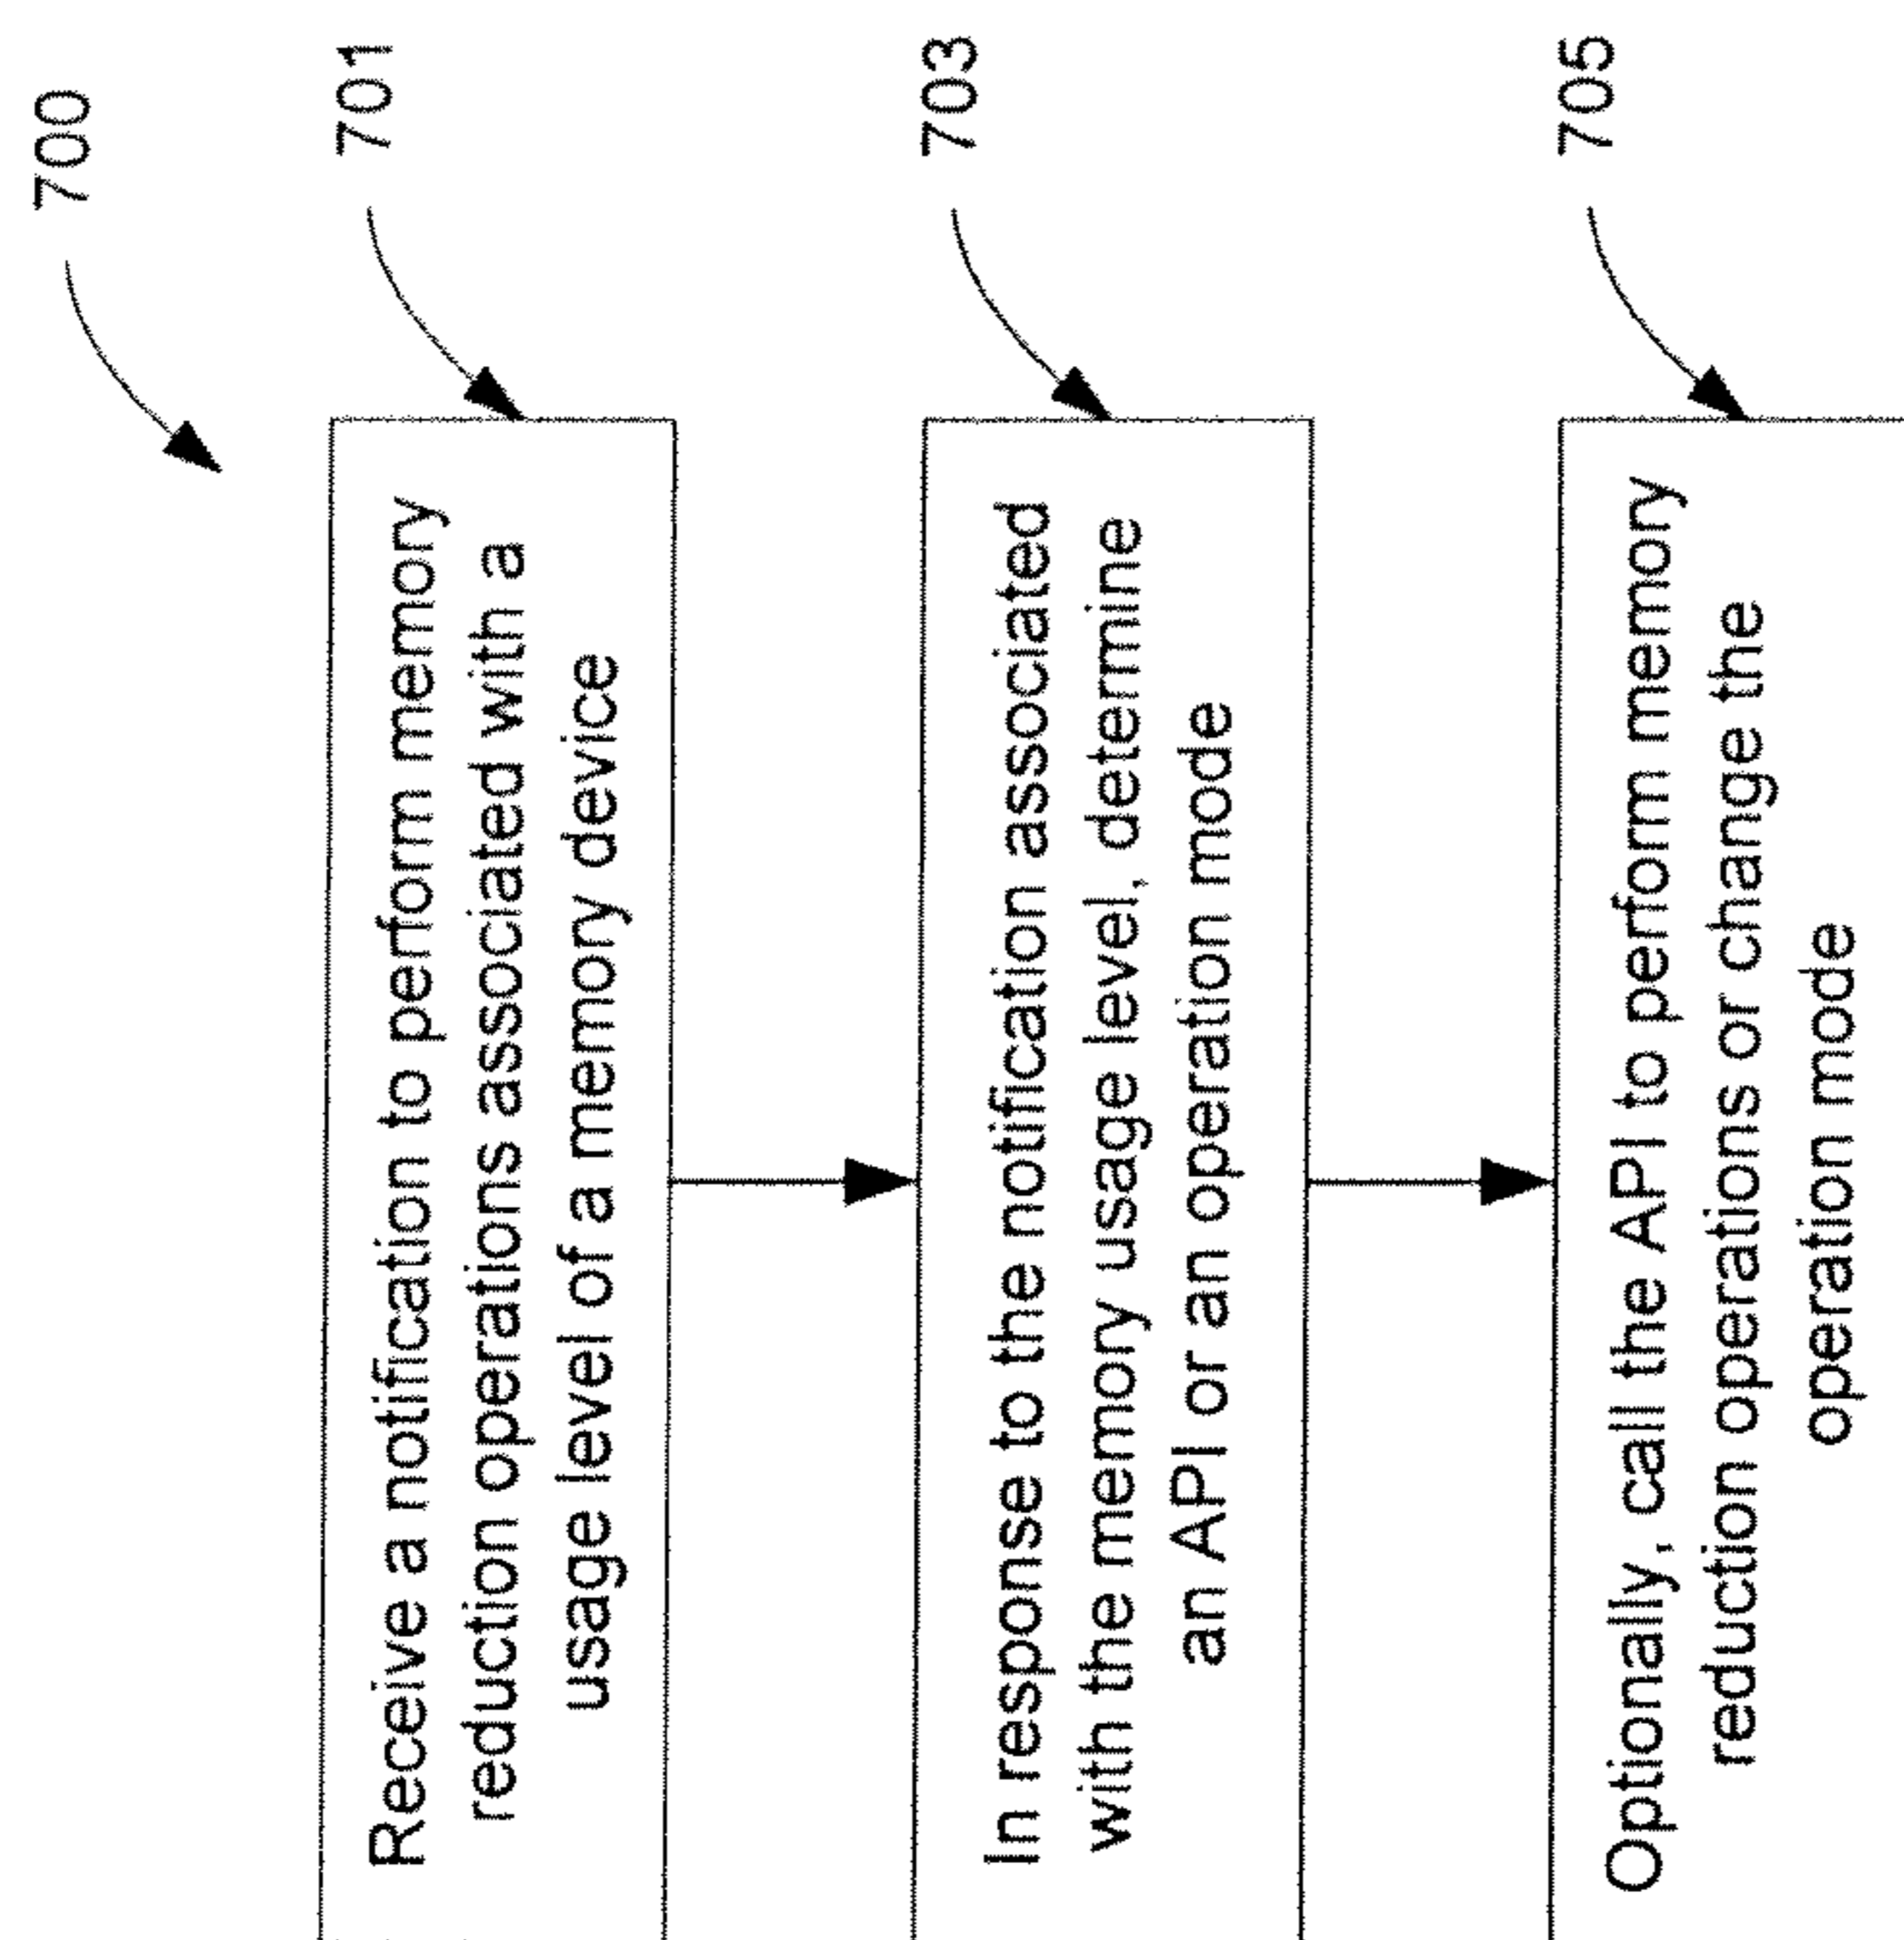 700
701
Receive a notification to perform memory
reduction operations associated with a
usage level of a memory device
703
In response to the notification associated
with the memory usage level, determine
an API or an operation mode
705
Optionally, call the API to perform memory
reduction operations or change the
operation mode